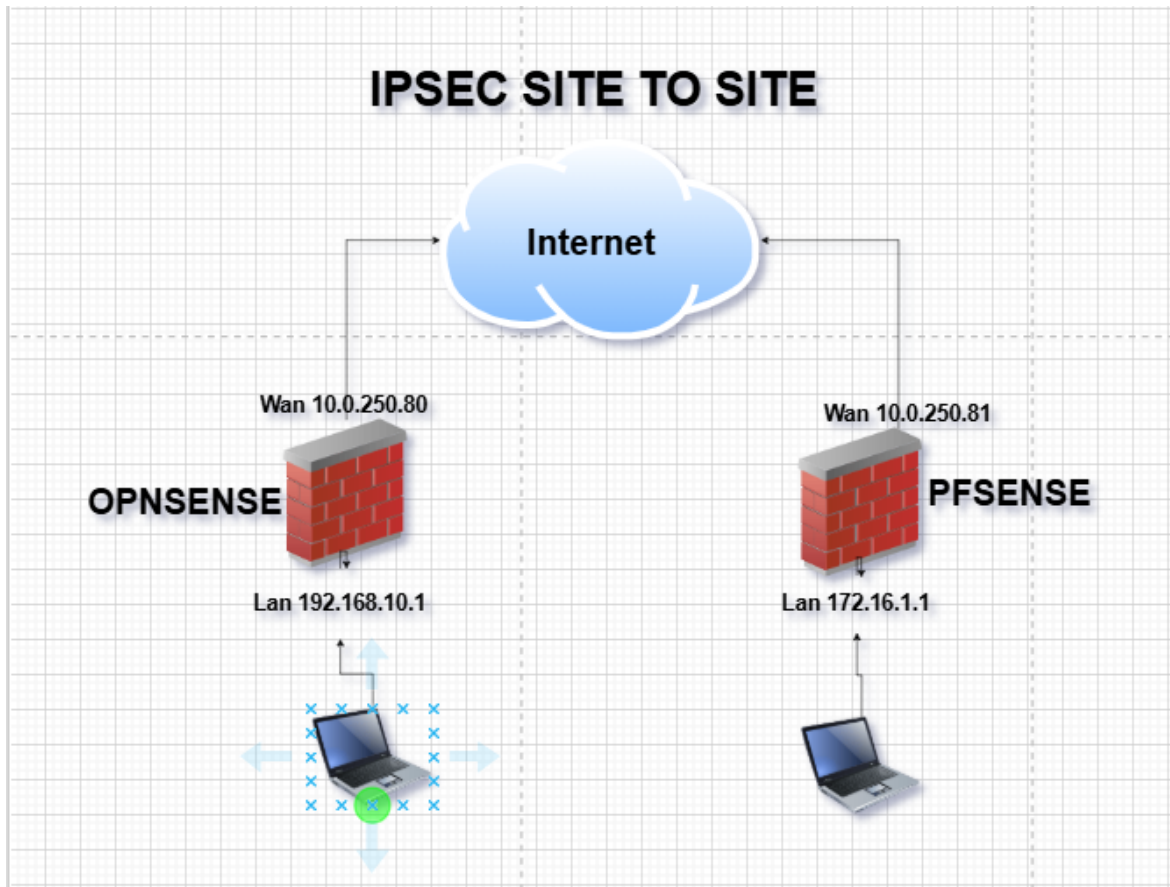 IPSEC SITE TO SITE
Internet
Wan 10.0.250.80
Wan 10.0.250.81
OPNSENSE
PFSENSE
Lan 192.168.10.1
Lan 172.16.1.1